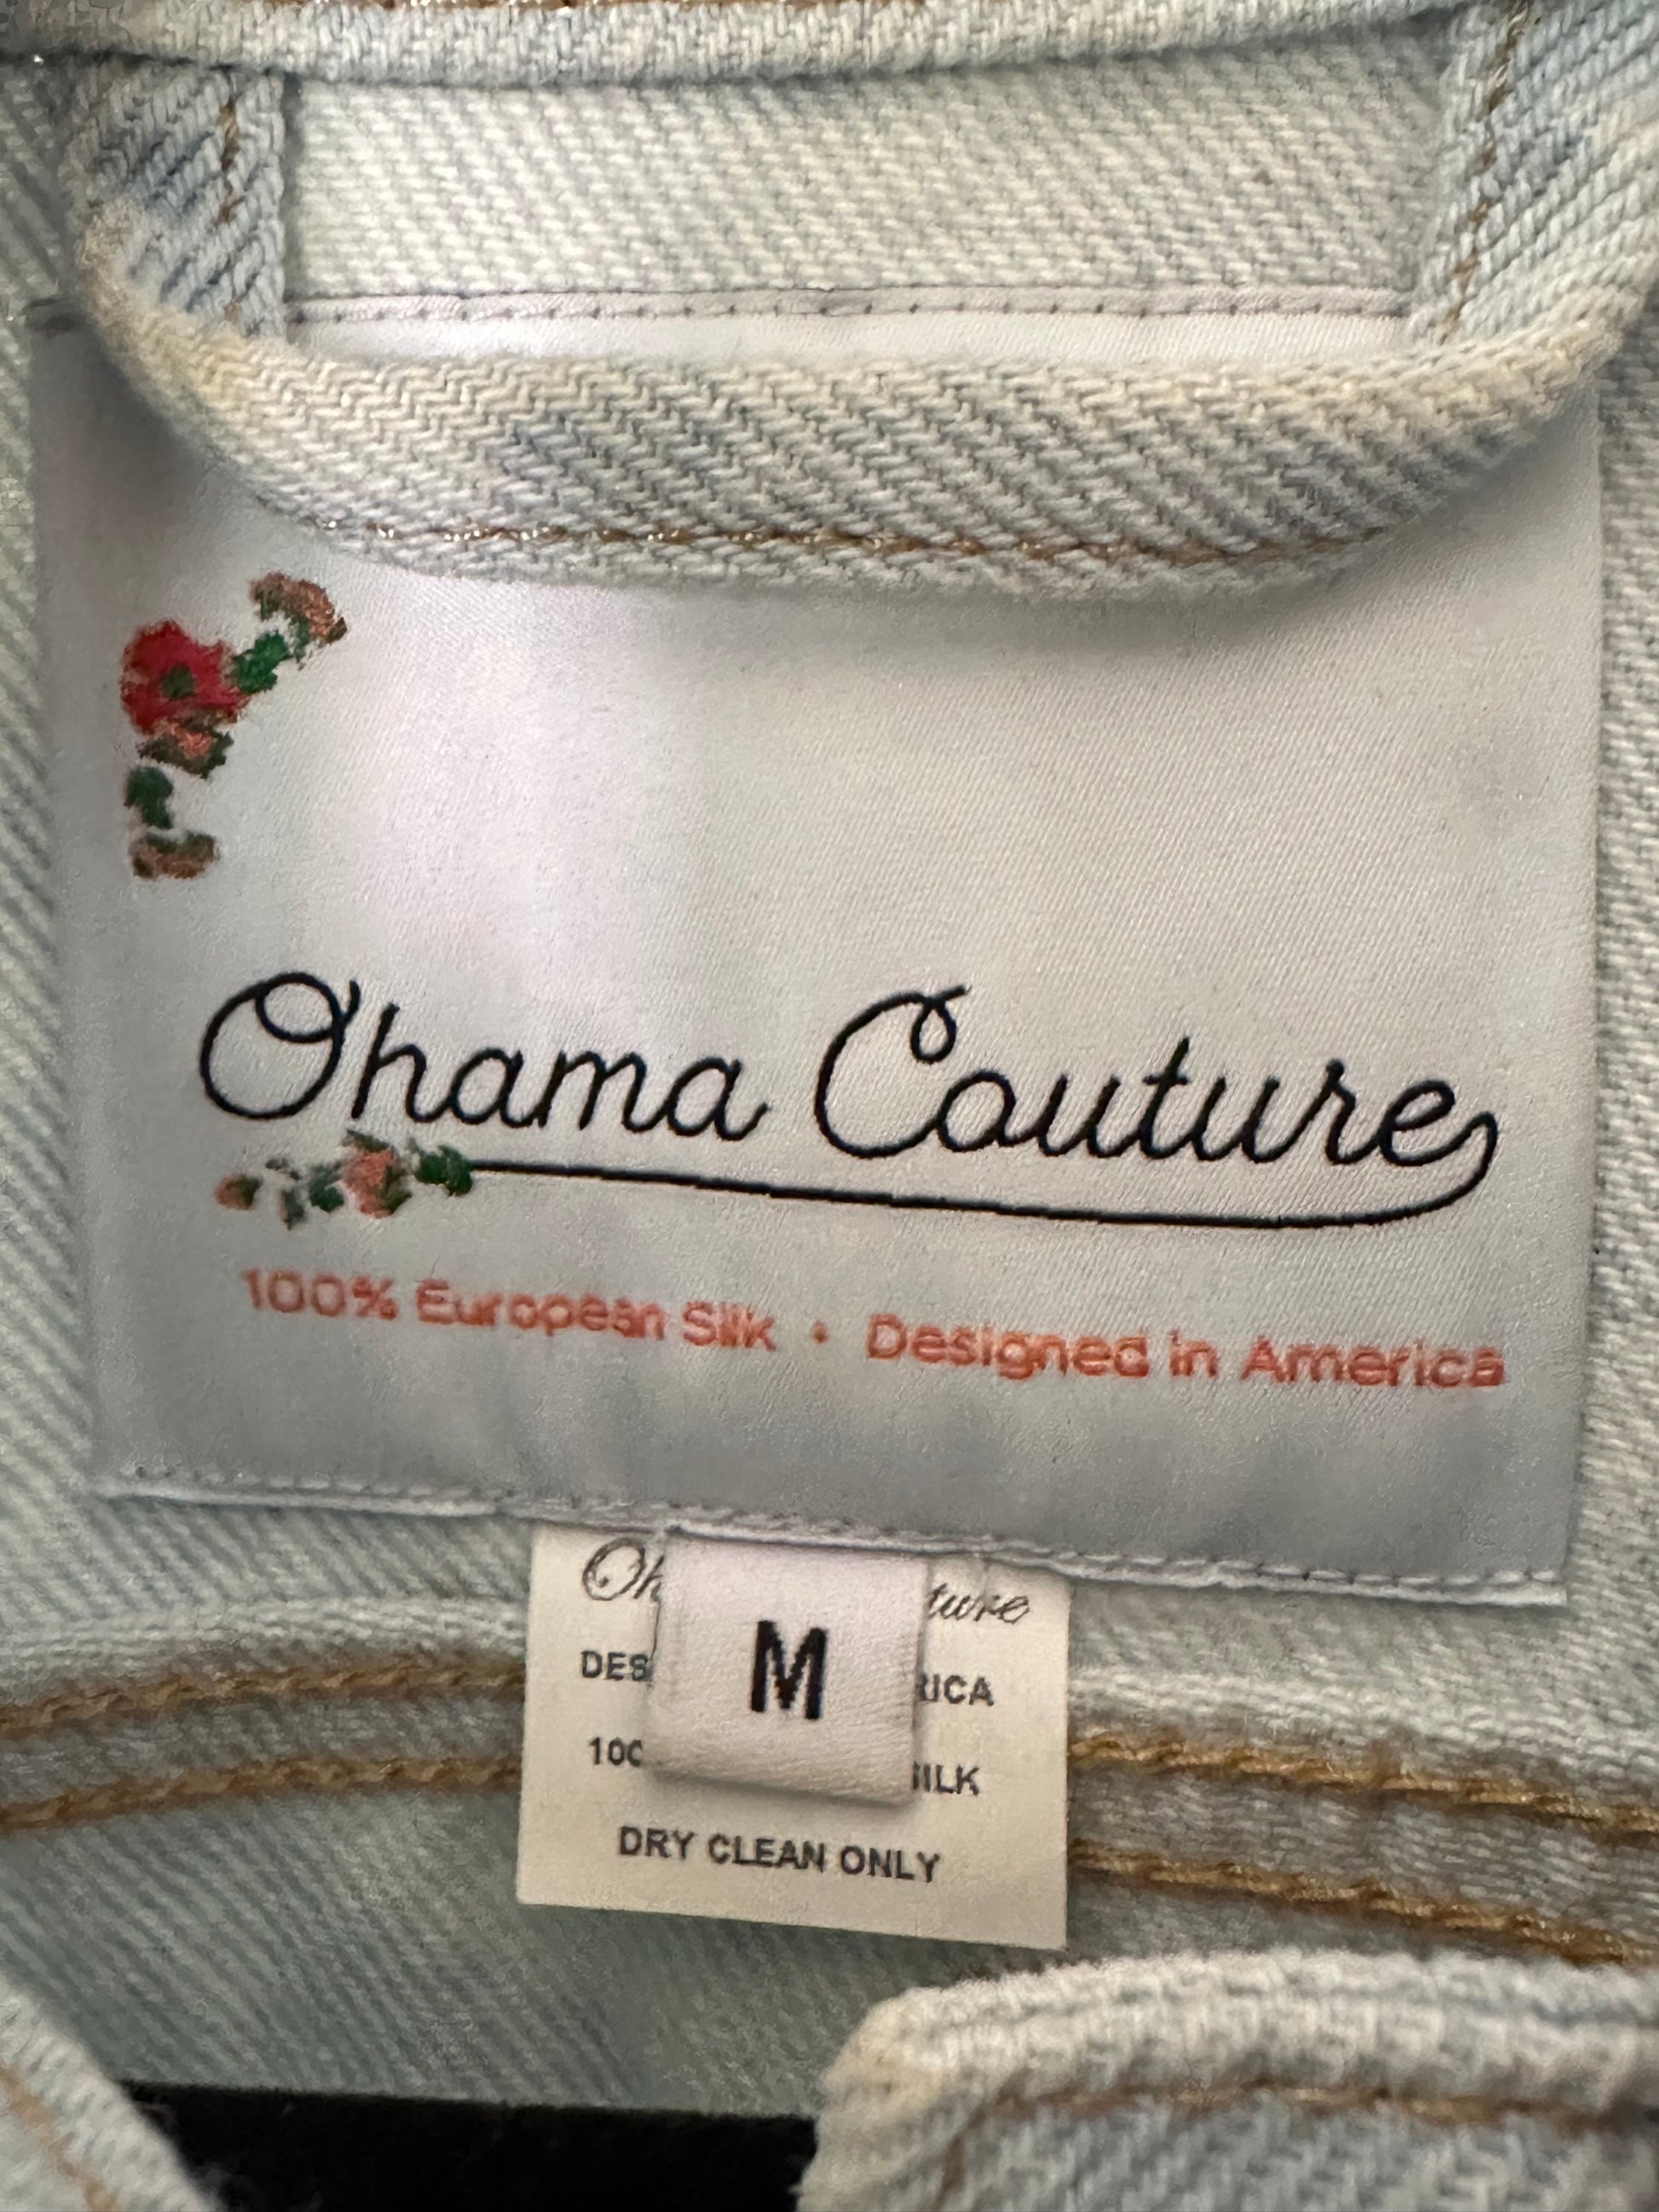 Ohama Couture
100% European Silk • Designed in America
M
DRY CLEAN ONLY